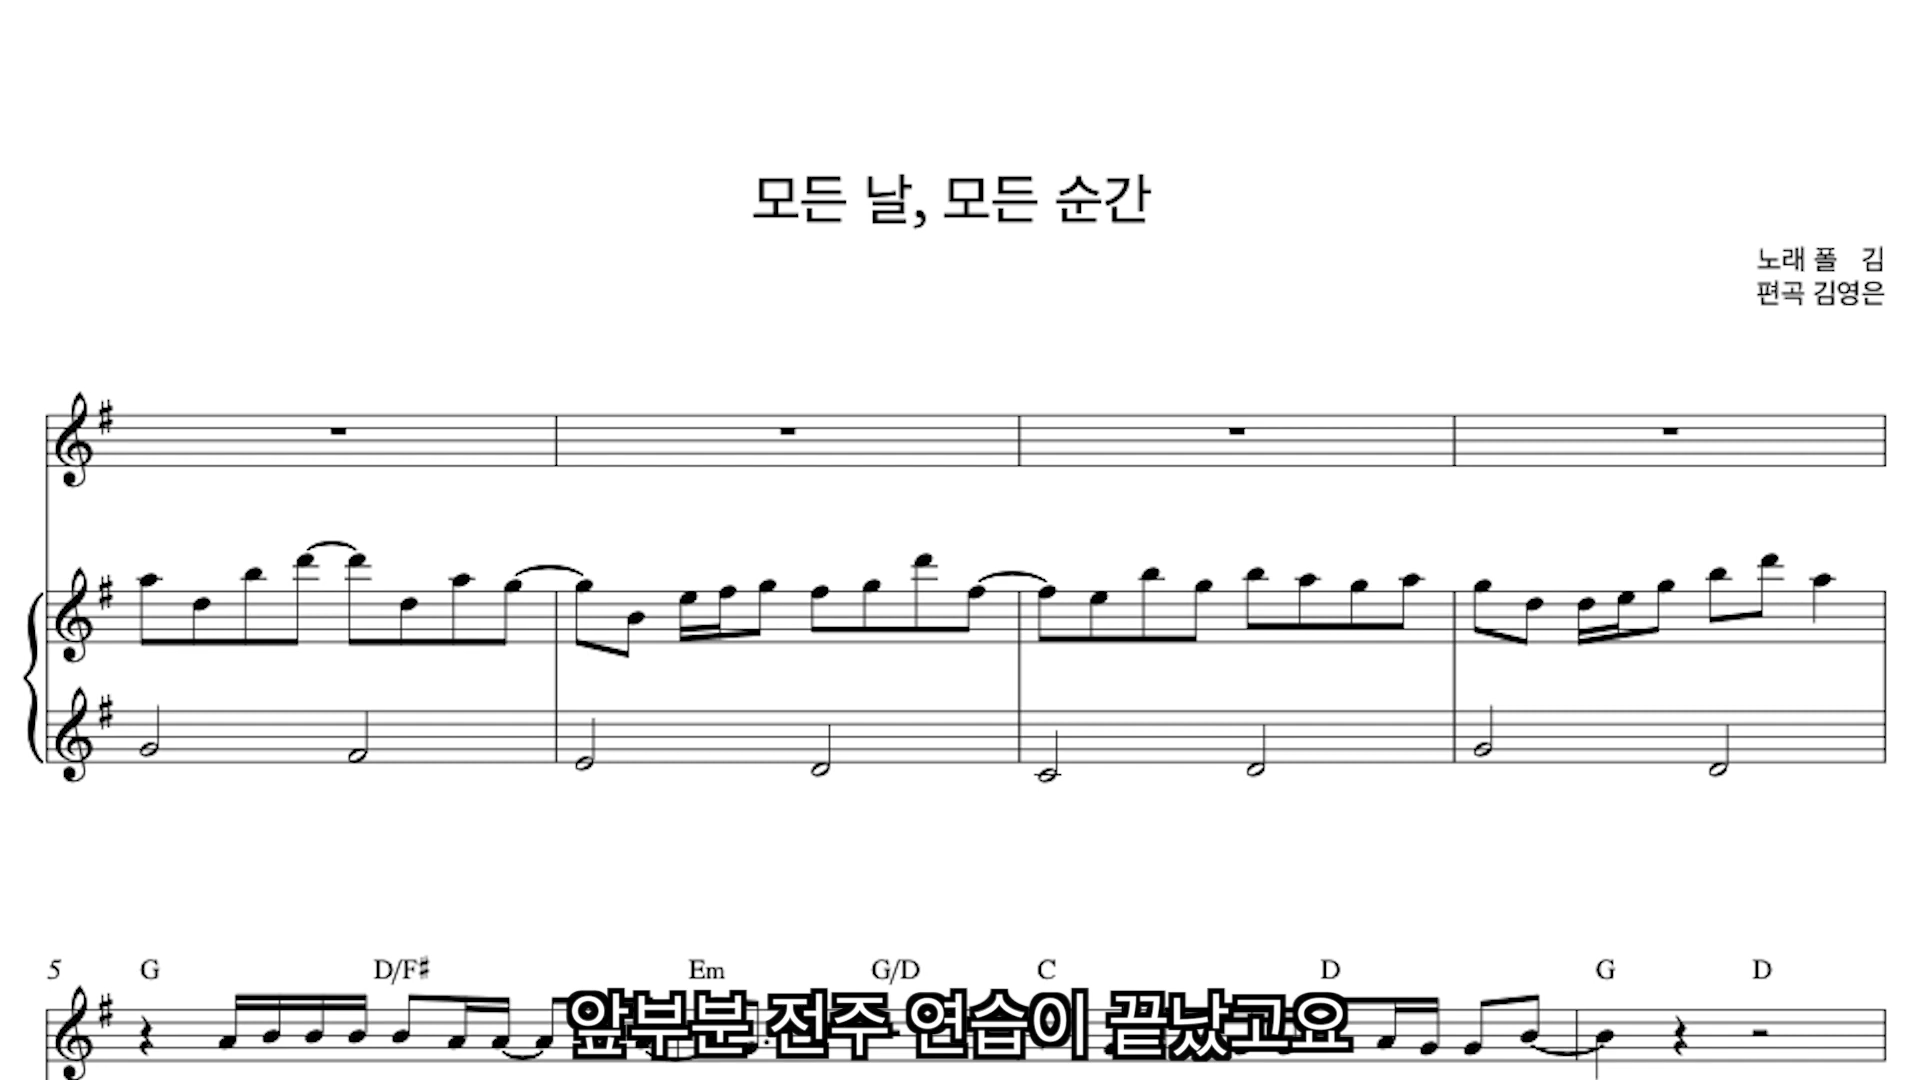 모든 날, 모든 순간
노래 폴 김
편곡 김영은
5 G D/F# Em G/D C D G D
앞부분 전주 연습이 끝났고요